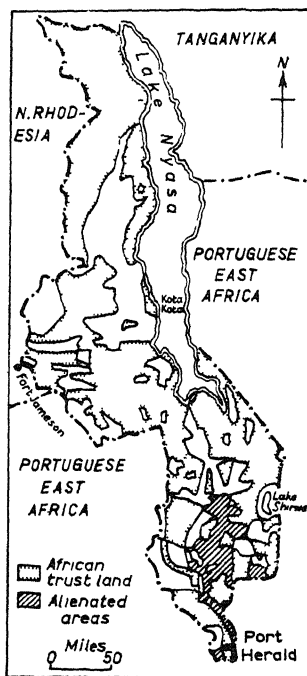 TANGANYIKA
N
Lake Nyasa
N. RHOD-
ESIA
PORTUGUESE
EAST
AFRICA
Kota
Kota
Fort Jameson
PORTUGUESE
EAST
AFRICA
Lake
Shirwa
African
trust land
Alienated
areas
Miles
0 50
Port
Herald